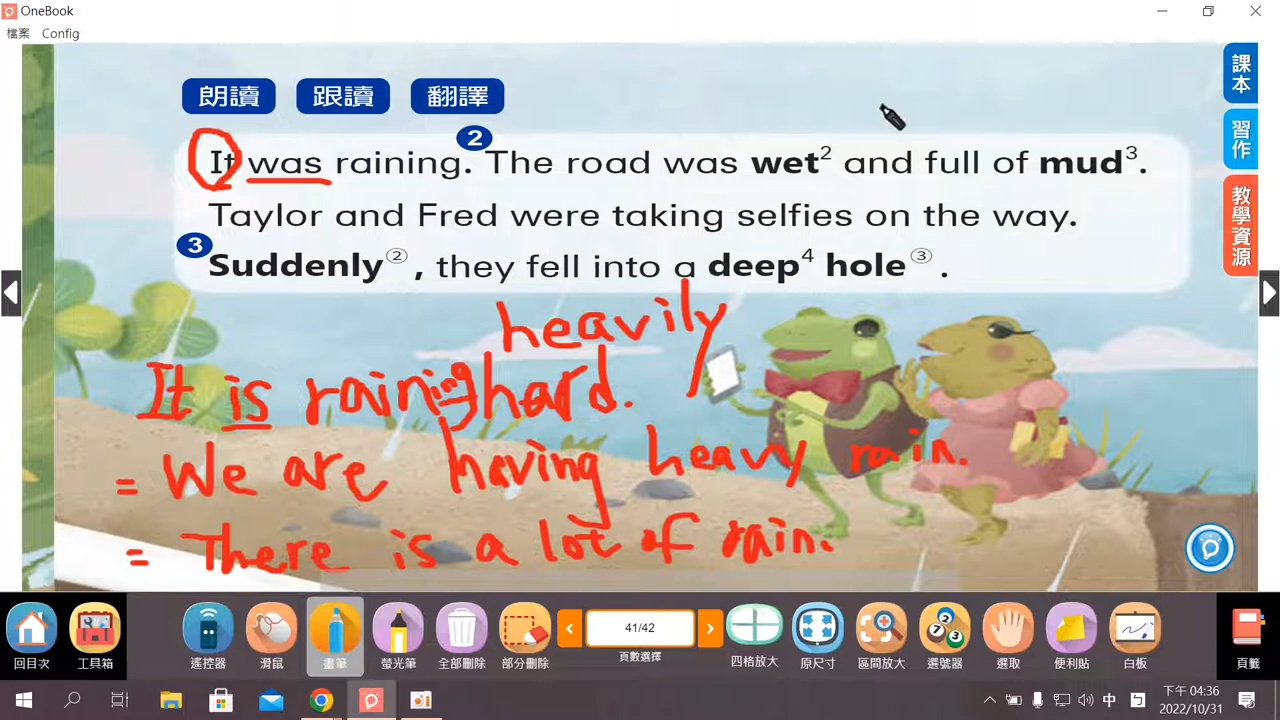 OneBook
檔案 Config
朗讀 跟讀 翻譯
課本
習作
教學資源
It was raining. 2 The road was wet2 and full of mud3.
Taylor and Fred were taking selfies on the way.
3 Suddenly②, they fell into a deep4 hole③.
heavily
It is raining hard.
= We are having heavy rain.
= There is a lot of rain.
41/42
回目次 工具箱 遙控器 滑鼠 畫筆 螢光筆 全部刪除 部分刪除 頁數選擇 四格放大 原尺寸 區間放大 選號器 選取 便利貼 白板 頁籤
中 下午 04:36
2022/10/31